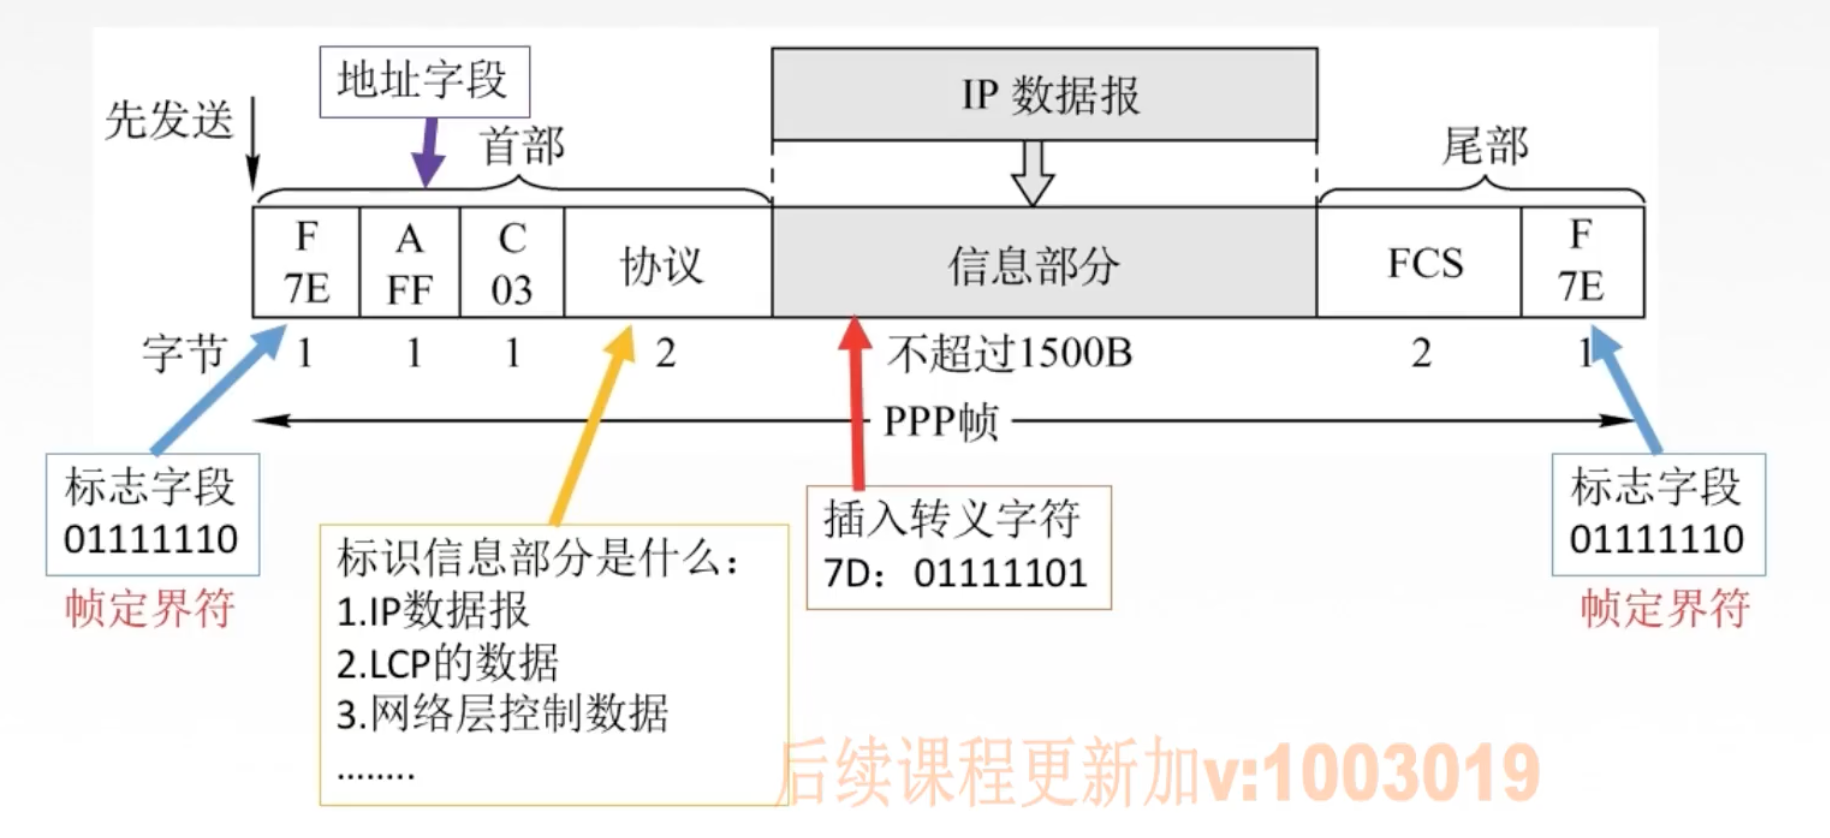 地址字段
IP 数据报
先发送
首部
尾部
F
7E
A
FF
C
03
协议
信息部分
FCS
F
7E
字节
1
1
1
2
不超过1500B
2
1
PPP帧
标志字段
01111110
帧定界符
标识信息部分是什么：
1.IP数据报
2.LCP的数据
3.网络层控制数据
........
插入转义字符
7D：01111101
标志字段
01111110
帧定界符
后续课程更新加v:1003019